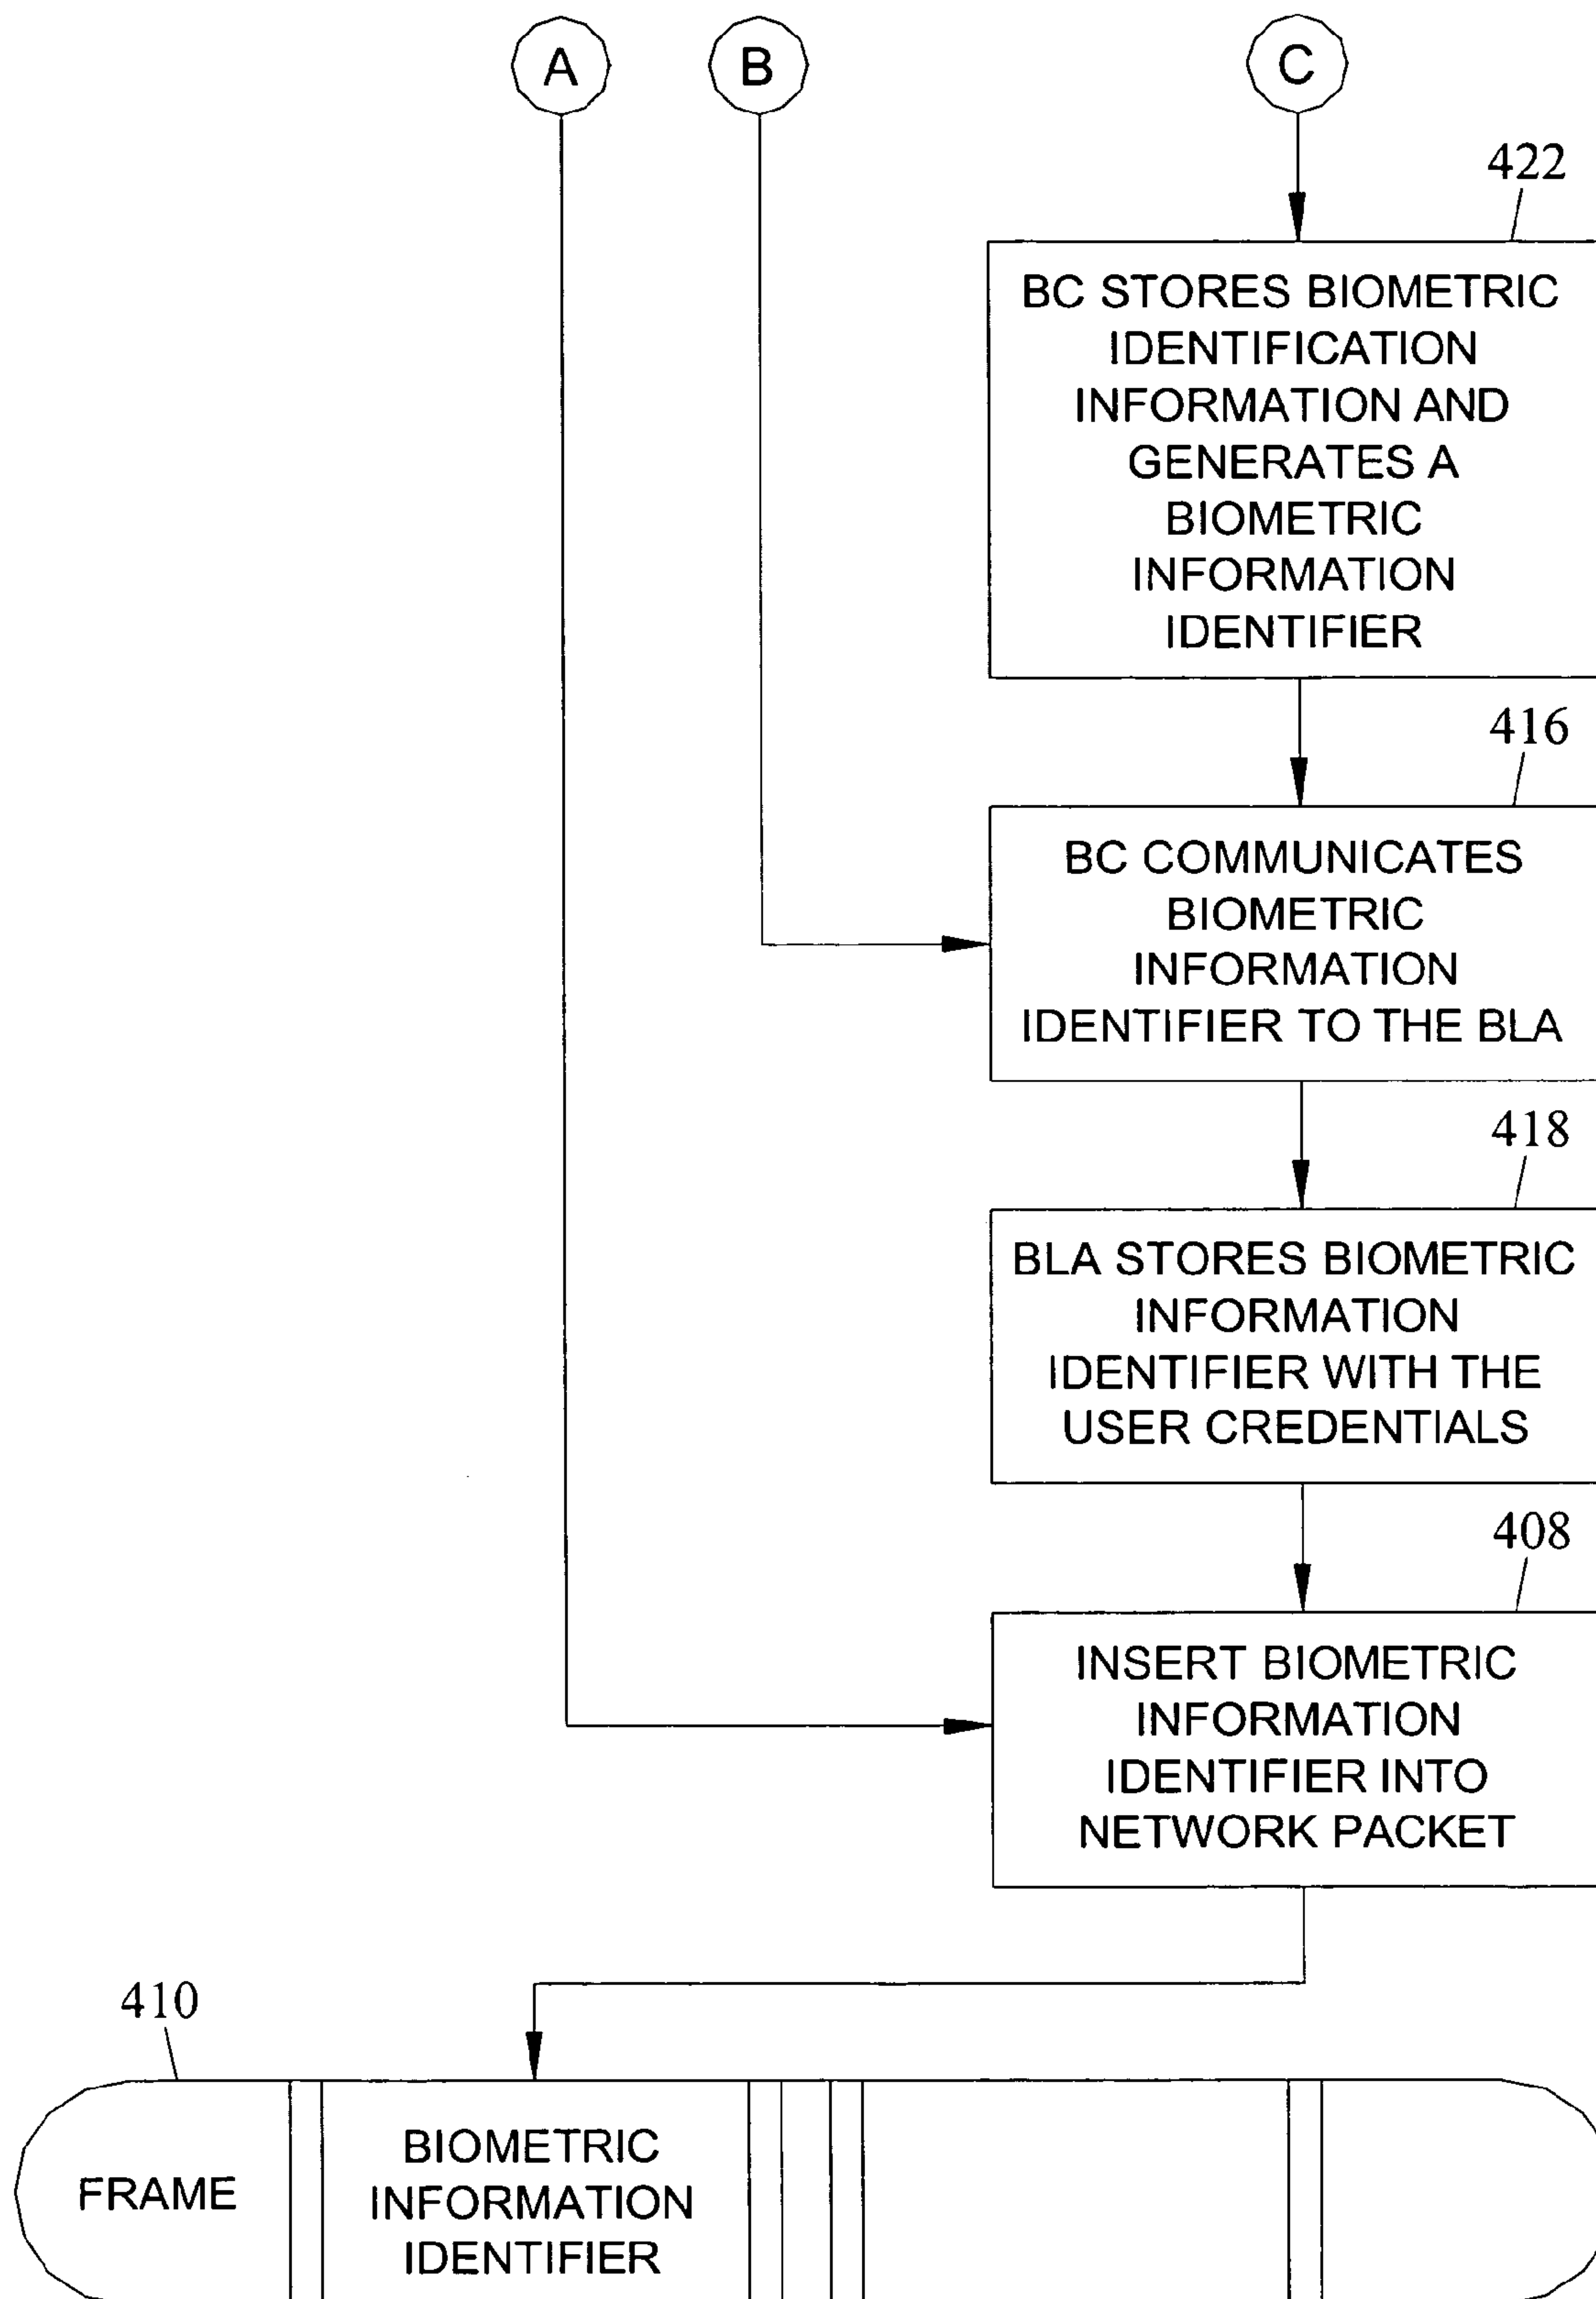 A
B
C
422
BC STORES BIOMETRIC
IDENTIFICATION
INFORMATION AND
GENERATES A
BIOMETRIC
INFORMATION
IDENTIFIER
416
BC COMMUNICATES
BIOMETRIC
INFORMATION
IDENTIFIER TO THE BLA
418
BLA STORES BIOMETRIC
INFORMATION
IDENTIFIER WITH THE
USER CREDENTIALS
408
INSERT BIOMETRIC
INFORMATION
IDENTIFIER INTO
NETWORK PACKET
410
FRAME
BIOMETRIC
INFORMATION
IDENTIFIER